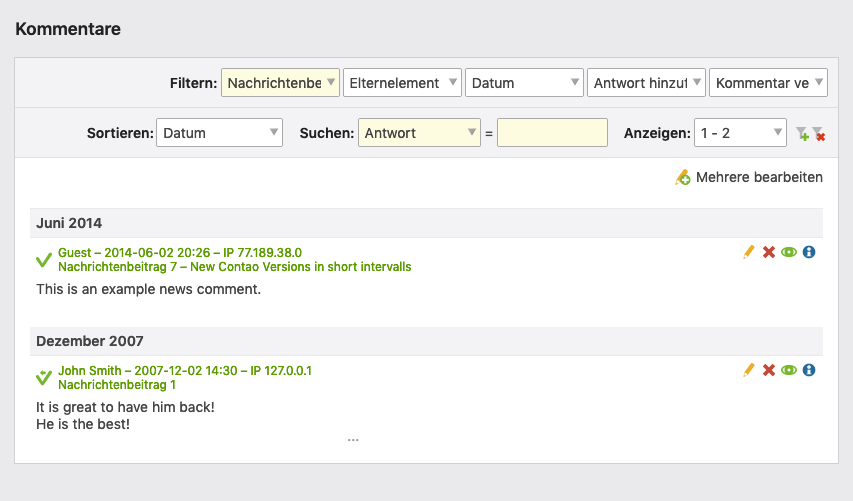 Kommentare
Filtern: Nachrichtenbe Elternelement Datum Antwort hinzuf Kommentar ve
Sortieren: Datum Suchen: Antwort = Anzeigen: 1 - 2
Mehrere bearbeiten
Juni 2014
Guest – 2014-06-02 20:26 – IP 77.189.38.0
Nachrichtenbeitrag 7 – New Contao Versions in short intervalls
This is an example news comment.
Dezember 2007
John Smith – 2007-12-02 14:30 – IP 127.0.0.1
Nachrichtenbeitrag 1
It is great to have him back!
He is the best!
...